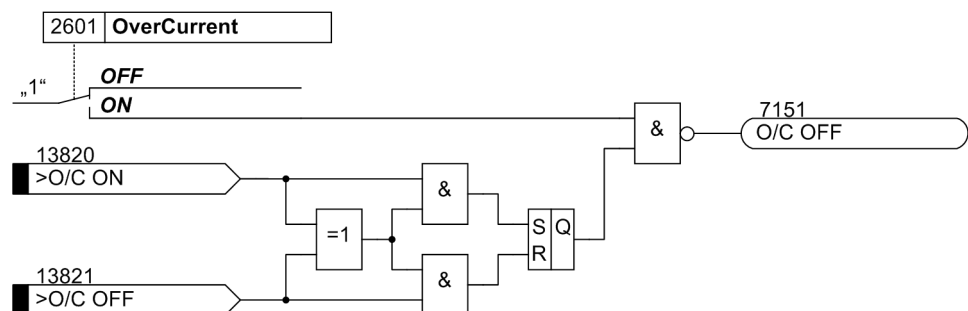 2601 OverCurrent
„1“
OFF
ON
7151
& O/C OFF
13820
>O/C ON
&
=1
S Q
R
13821
&
>O/C OFF